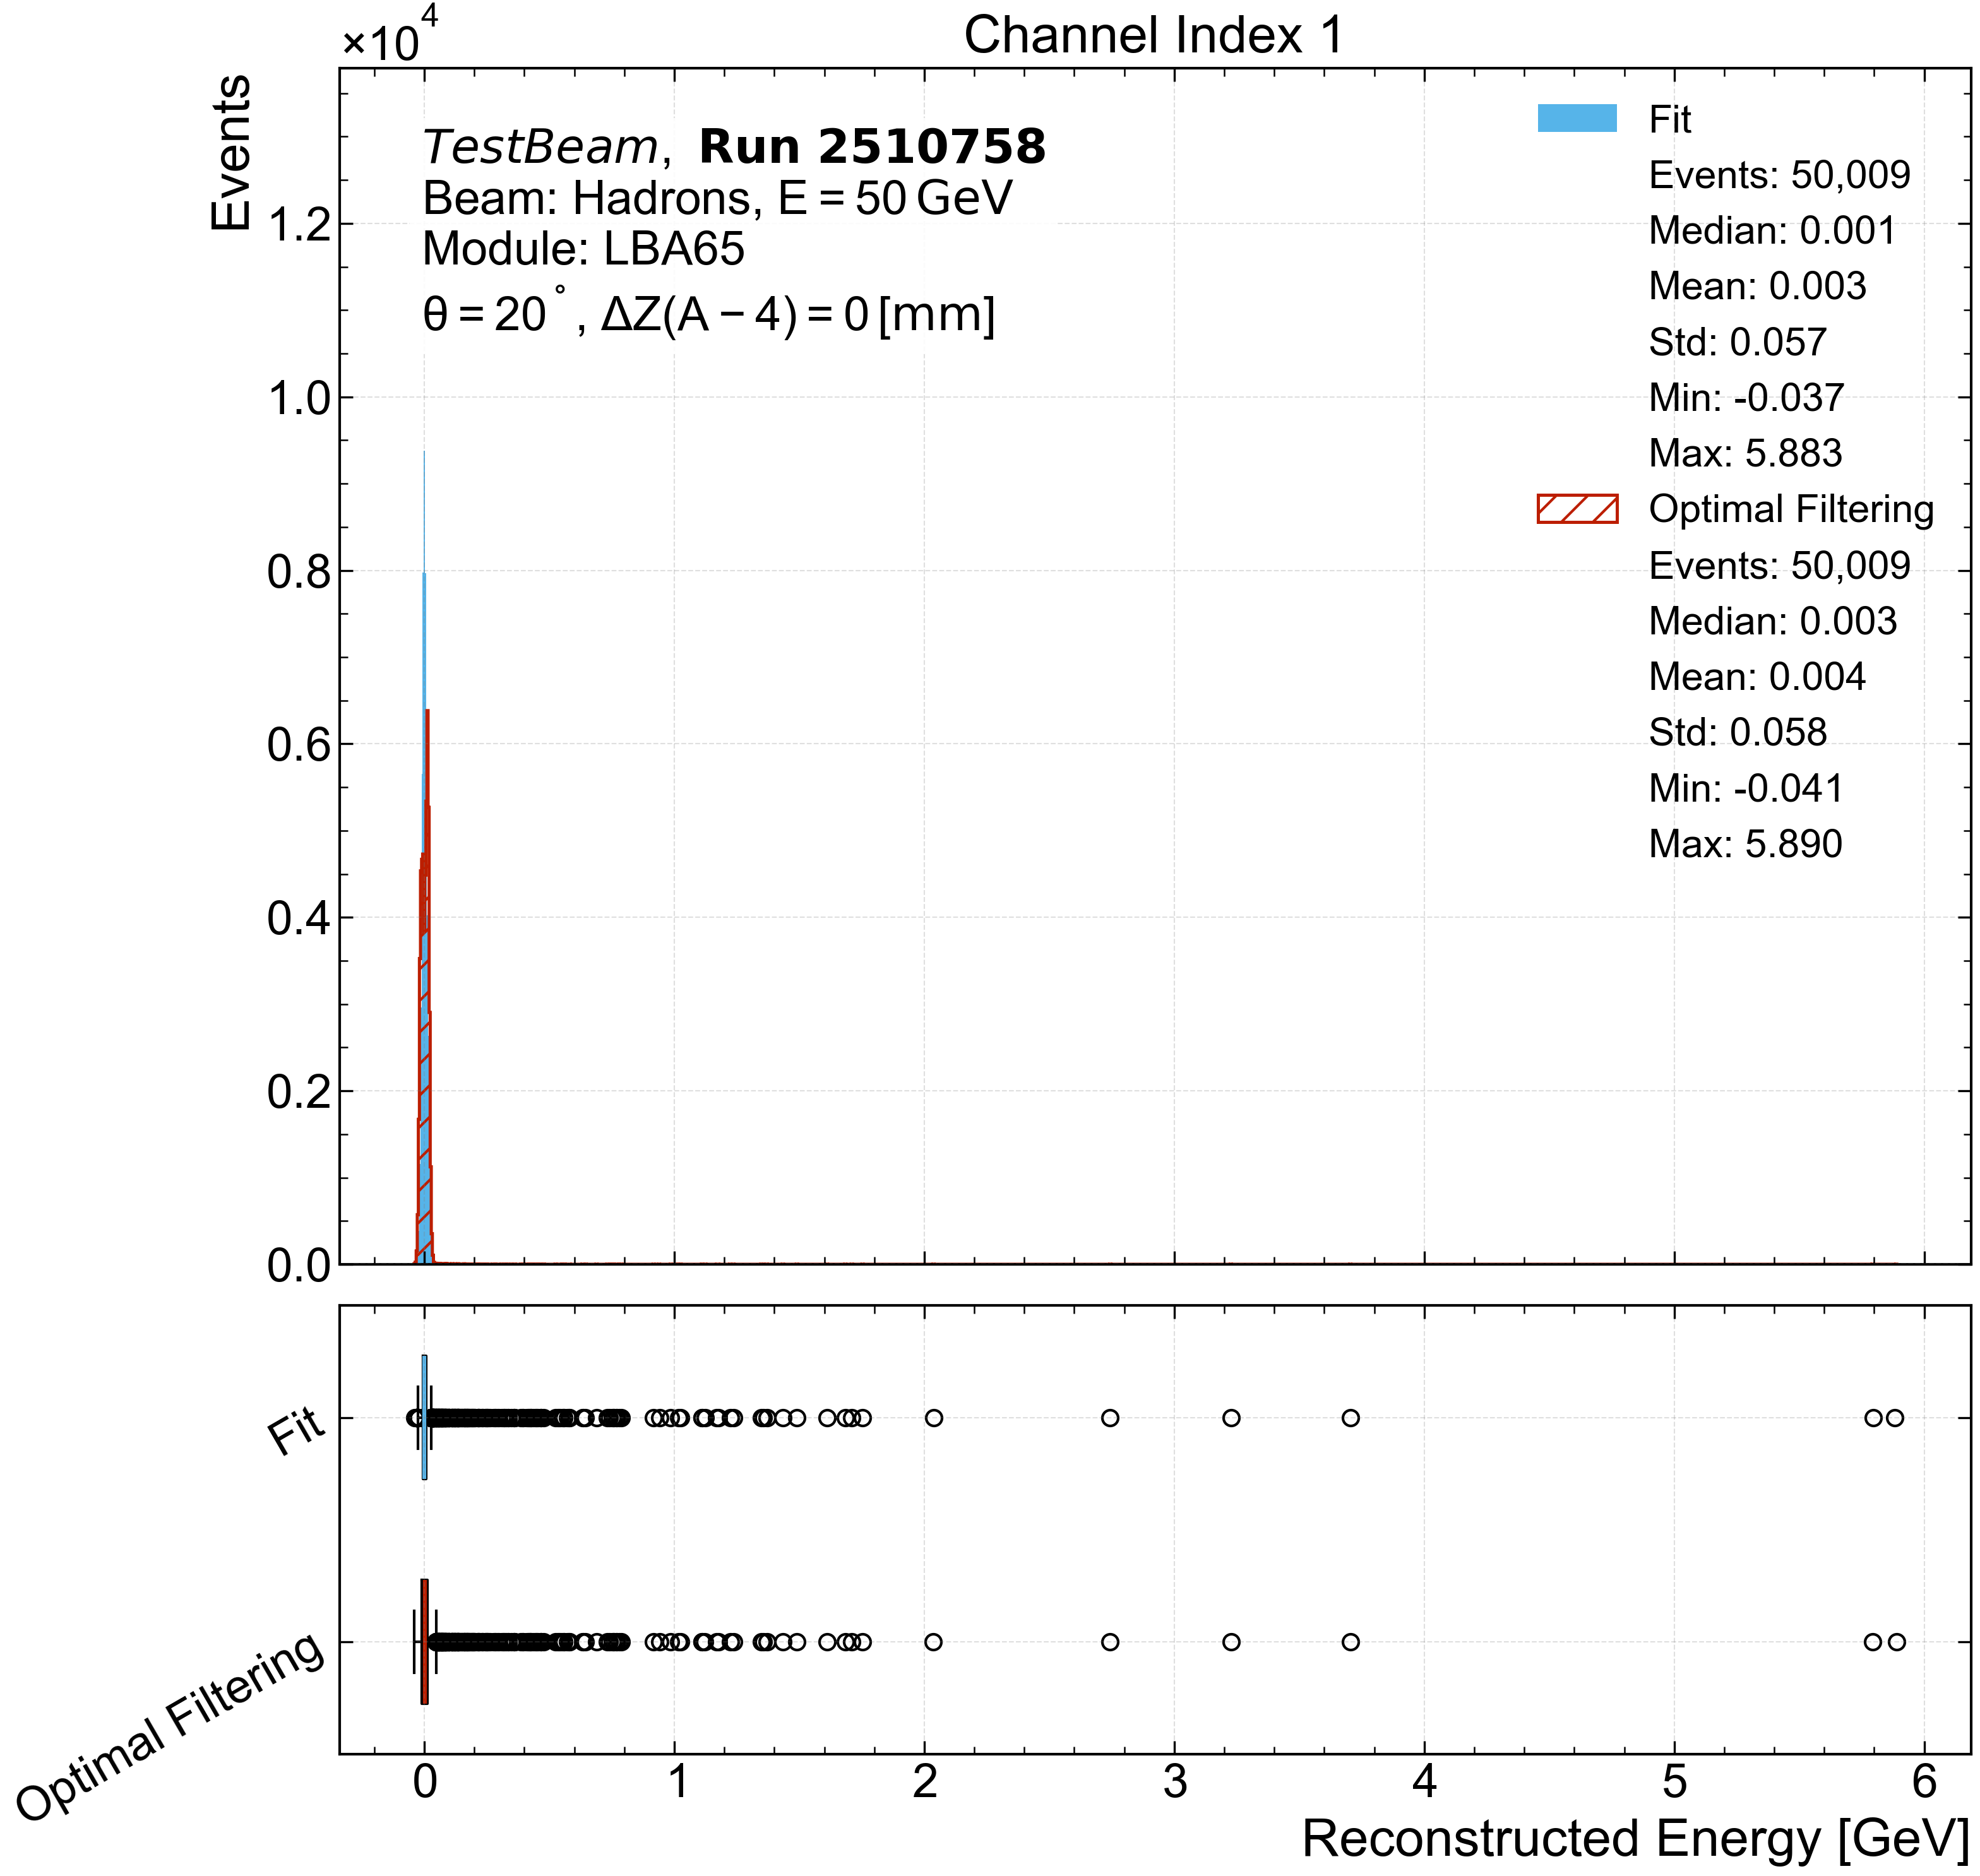 Channel Index 1
×10⁴
Events
TestBeam, Run 2510758
Beam: Hadrons, E = 50 GeV
Module: LBA65
θ = 20°, ΔZ(A − 4) = 0 [mm]
Fit
Events: 50,009
Median: 0.001
Mean: 0.003
Std: 0.057
Min: -0.037
Max: 5.883
Optimal Filtering
Events: 50,009
Median: 0.003
Mean: 0.004
Std: 0.058
Min: -0.041
Max: 5.890
1.2
1.0
0.8
0.6
0.4
0.2
0.0
Fit
Optimal Filtering
0 1 2 3 4 5 6
Reconstructed Energy [GeV]